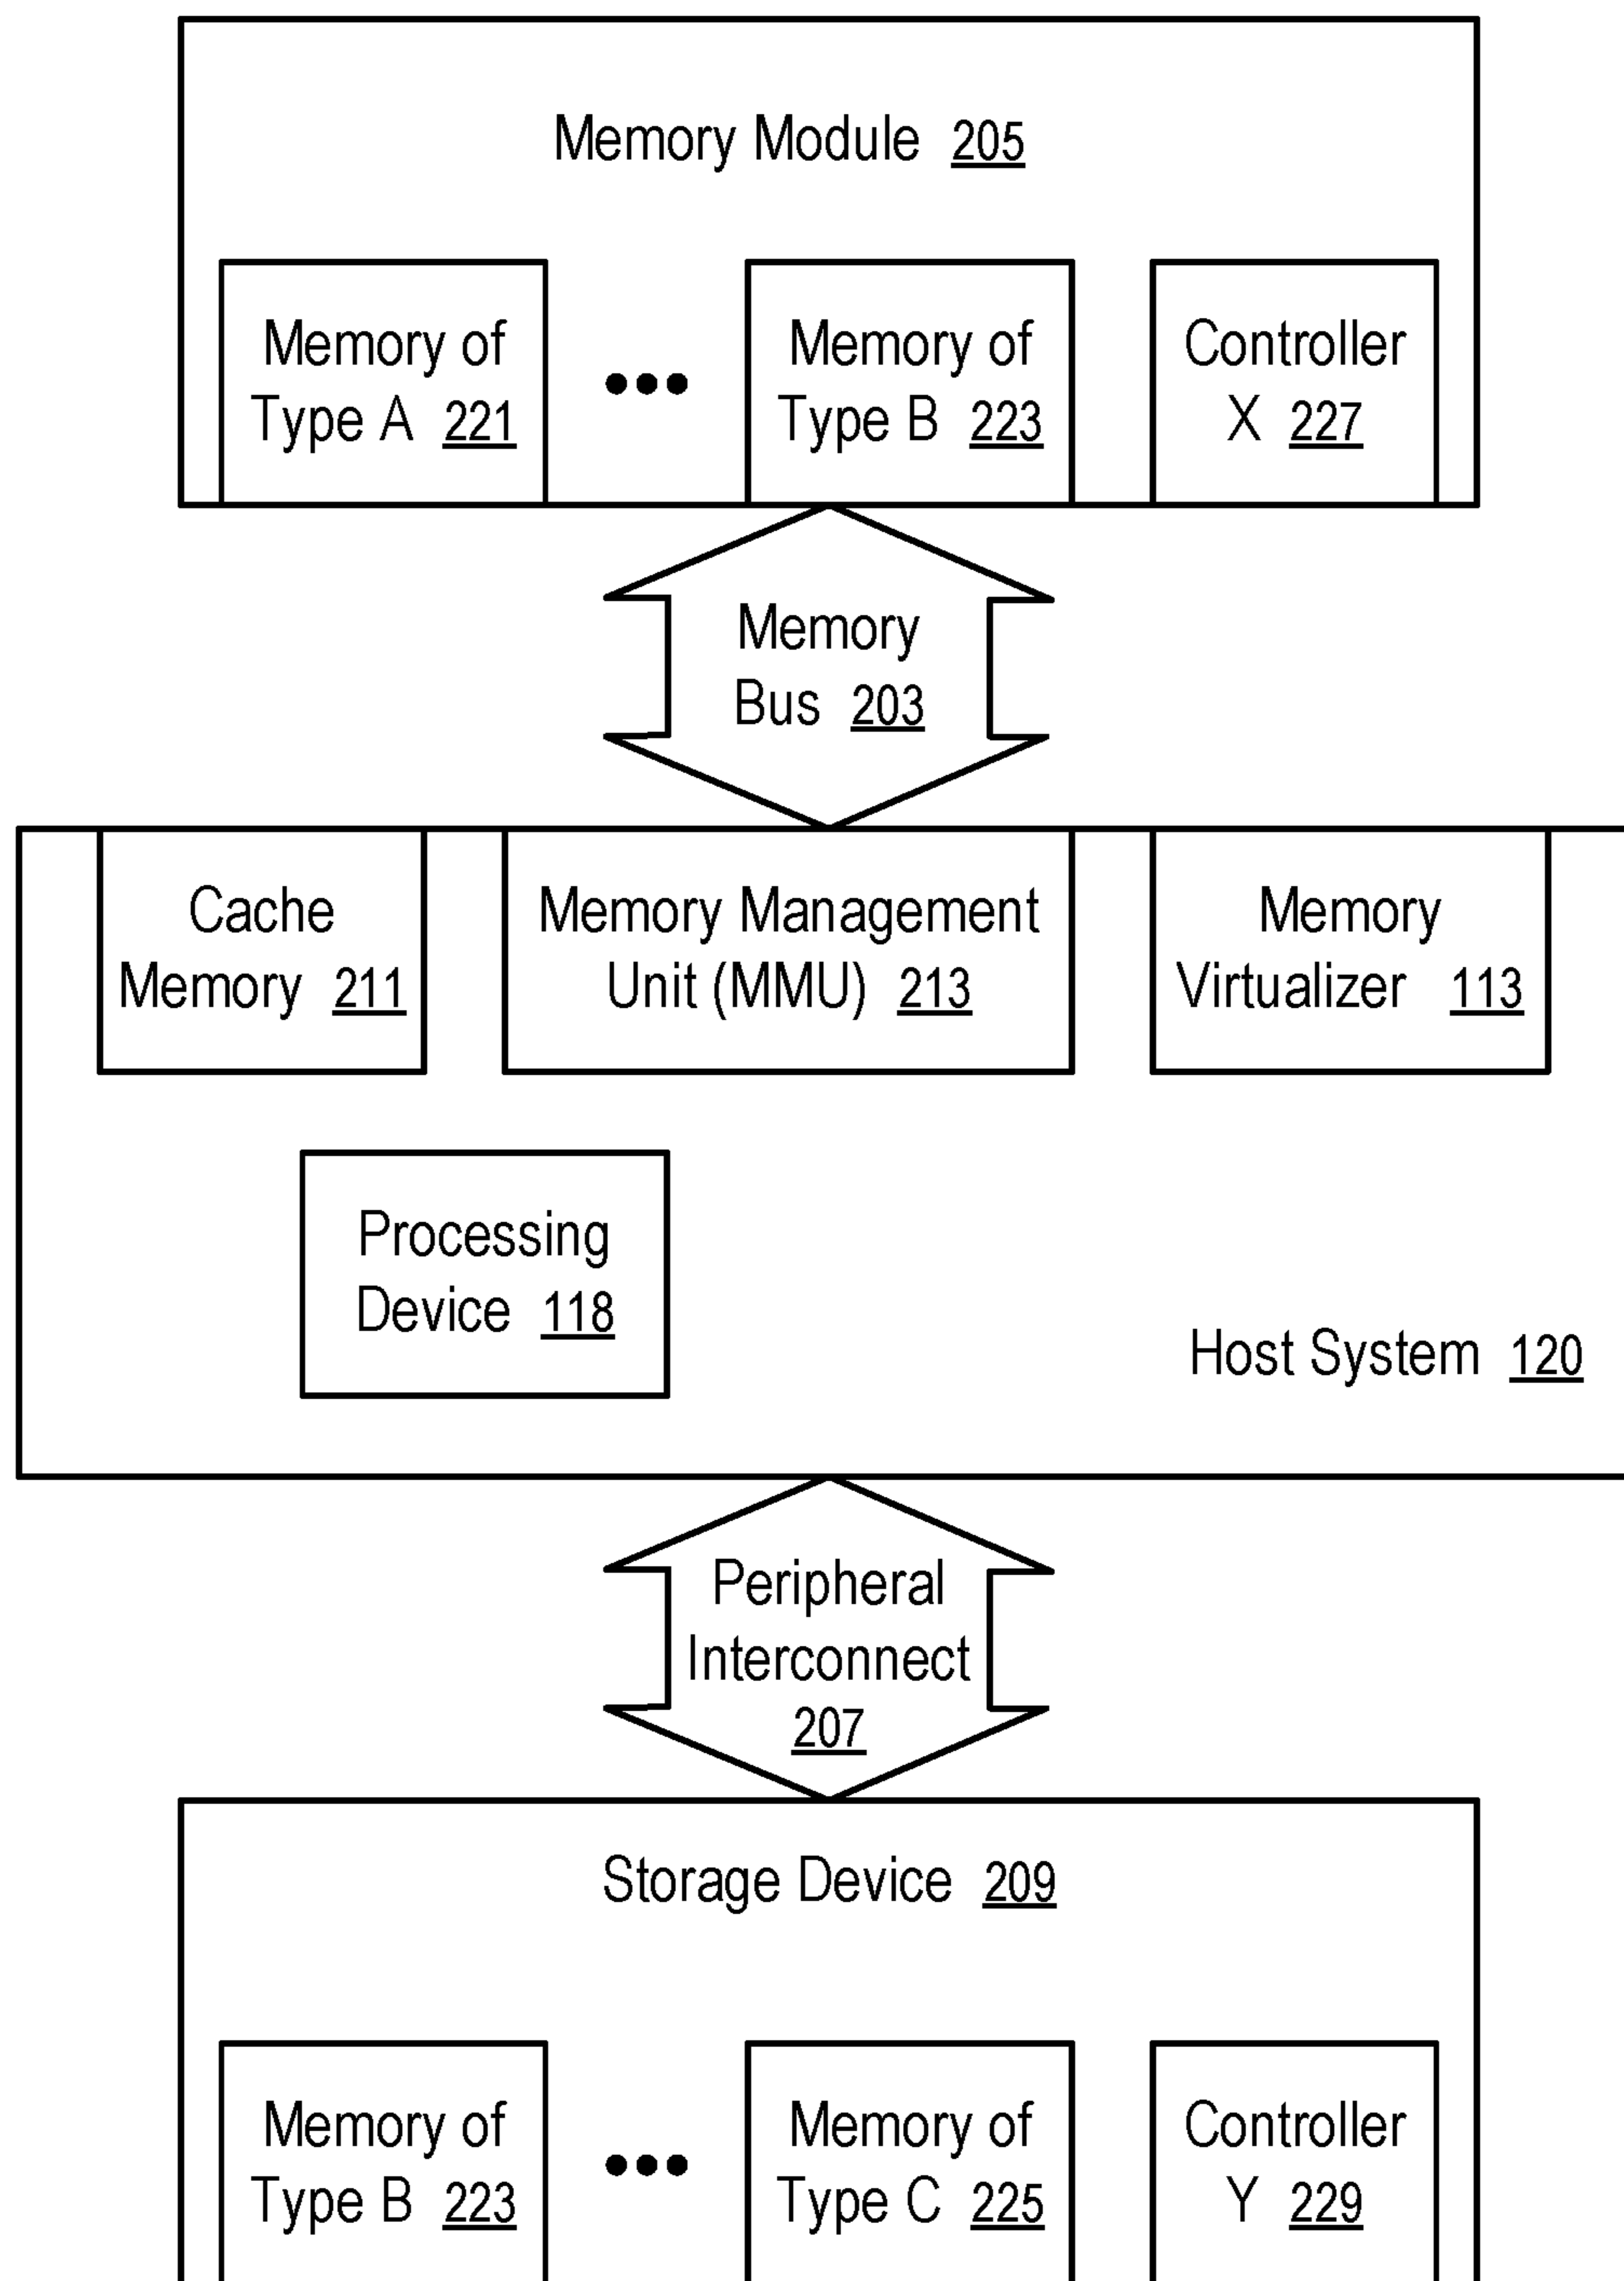 Memory Module 205
Memory of
Type A 221
Memory of
Type B 223
Controller
X 227
Memory
Bus 203
Cache
Memory 211
Memory Management
Unit (MMU) 213
Memory
Virtualizer 113
Processing
Device 118
Host System 120
Peripheral
Interconnect
207
Storage Device 209
Memory of
Type B 223
Memory of
Type C 225
Controller
Y 229